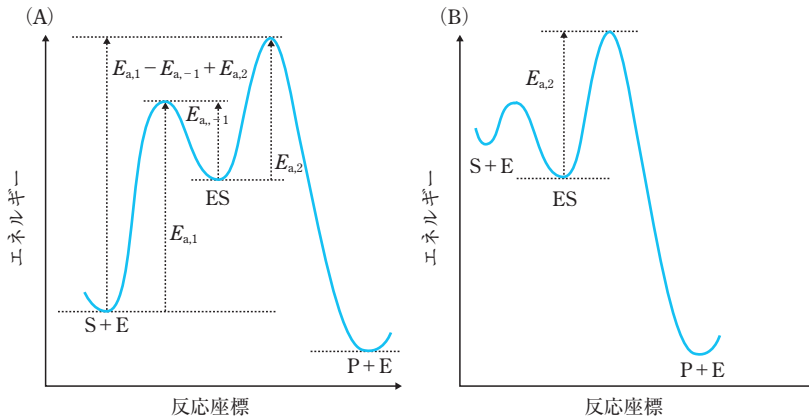 (A)
E_a,1−E_a,−1+E_a,2
E_a,,−1
ES
E_a,2
E_a,1
S+E
P+E
エネルギー
反応座標
(B)
E_a,2
S+E
ES
P+E
エネルギー
反応座標